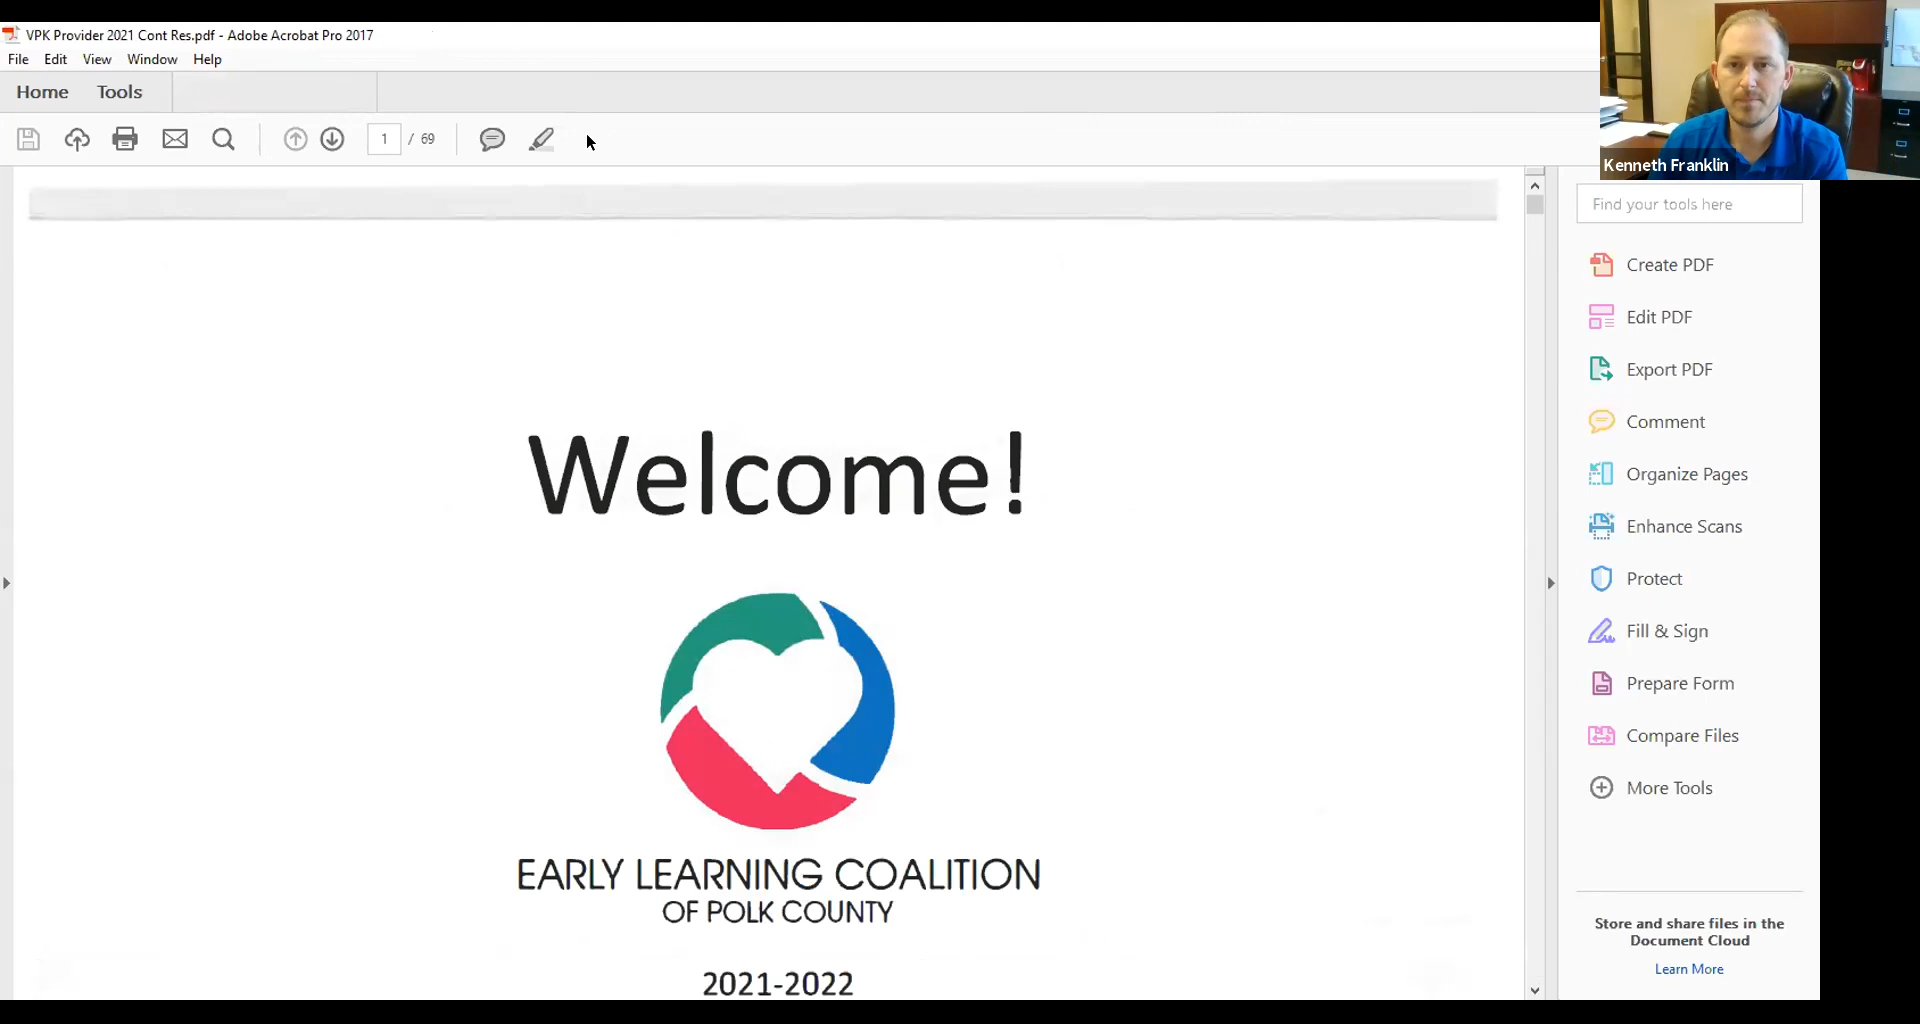 VPK Provider 2021 Cont Res.pdf - Adobe Acrobat Pro 2017
File Edit View Window Help
Home Tools
1 / 69
Kenneth Franklin
Find your tools here
Create PDF
Edit PDF
Export PDF
Comment
Organize Pages
Enhance Scans
Protect
Fill & Sign
Prepare Form
Compare Files
More Tools
Store and share files in the
Document Cloud
Learn More
Welcome!
EARLY LEARNING COALITION
OF POLK COUNTY
2021-2022